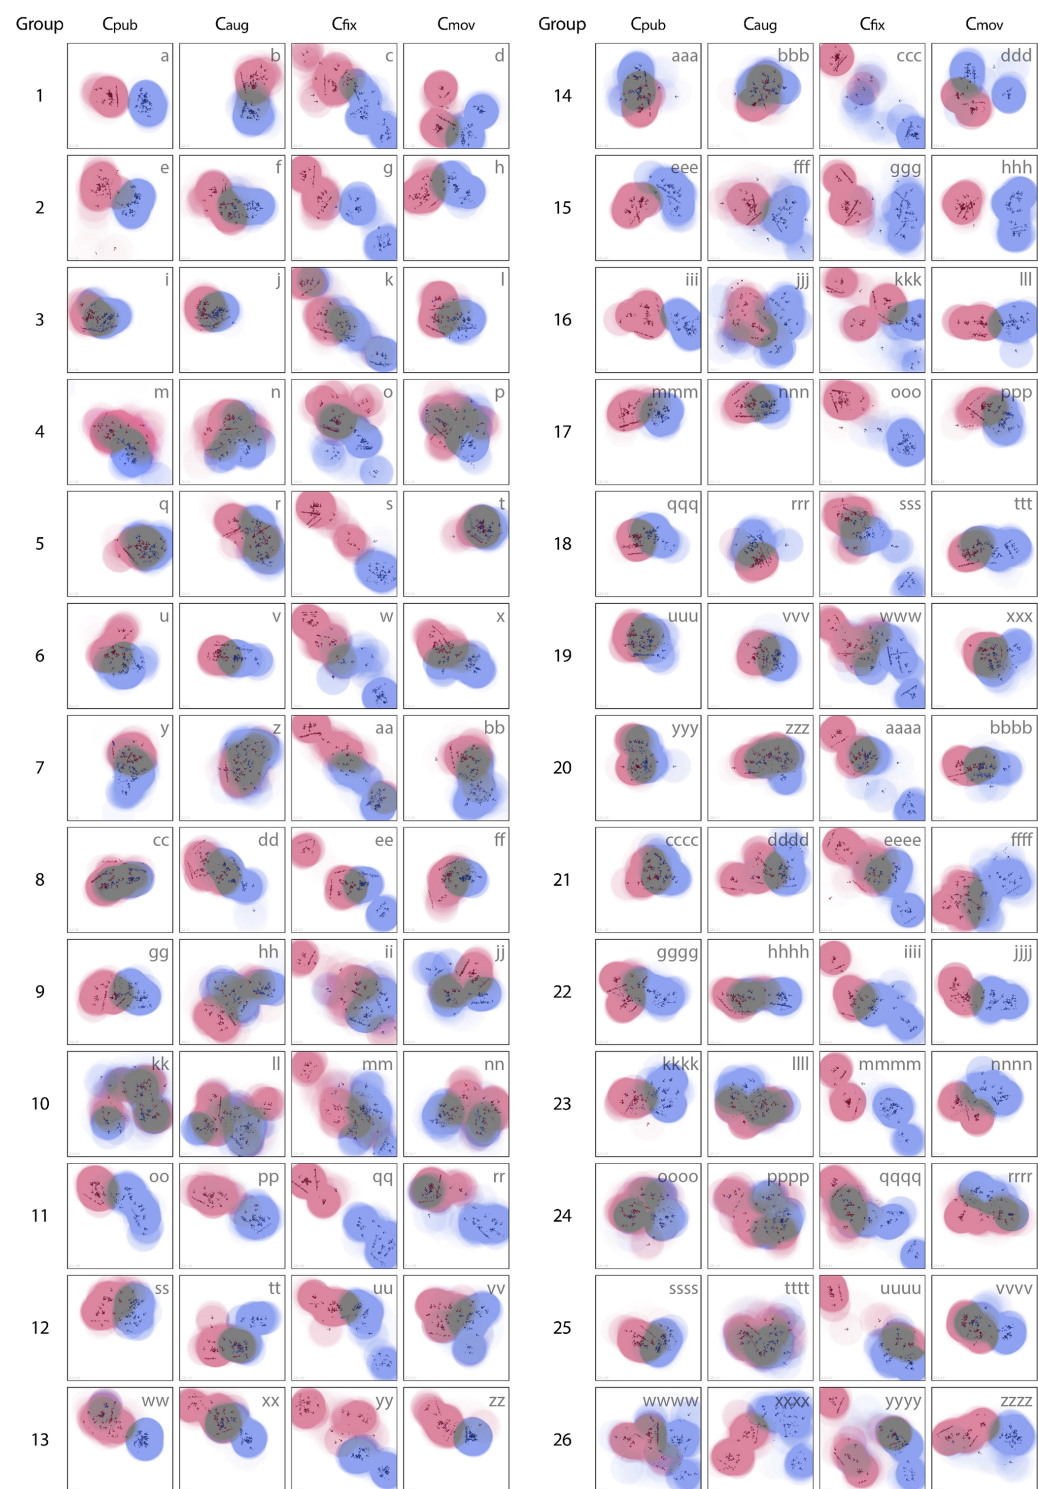 Group Cpub Caug Cfix Cmov Group Cpub Caug Cfix Cmov
1 a b c d 14 aaa bbb ccc ddd
2 e f g h 15 eee fff ggg hhh
3 i j k l 16 iii jjj kkk lll
4 m n o p 17 mmm nnn ooo ppp
5 q r s t 18 qqq rrr sss ttt
6 u v w x 19 uuu vvv www xxx
7 y z aa bb 20 yyy zzz aaaa bbbb
8 cc dd ee ff 21 cccc dddd eeee ffff
9 gg hh ii jj 22 gggg hhhh iiii jjjj
10 kk ll mm nn 23 kkkk llll mmmm nnnn
11 oo pp qq rr 24 oooo pppp qqqq rrrr
12 ss tt uu vv 25 ssss tttt uuuu vvvv
13 ww xx yy zz 26 wwww xxxx yyyy zzzz